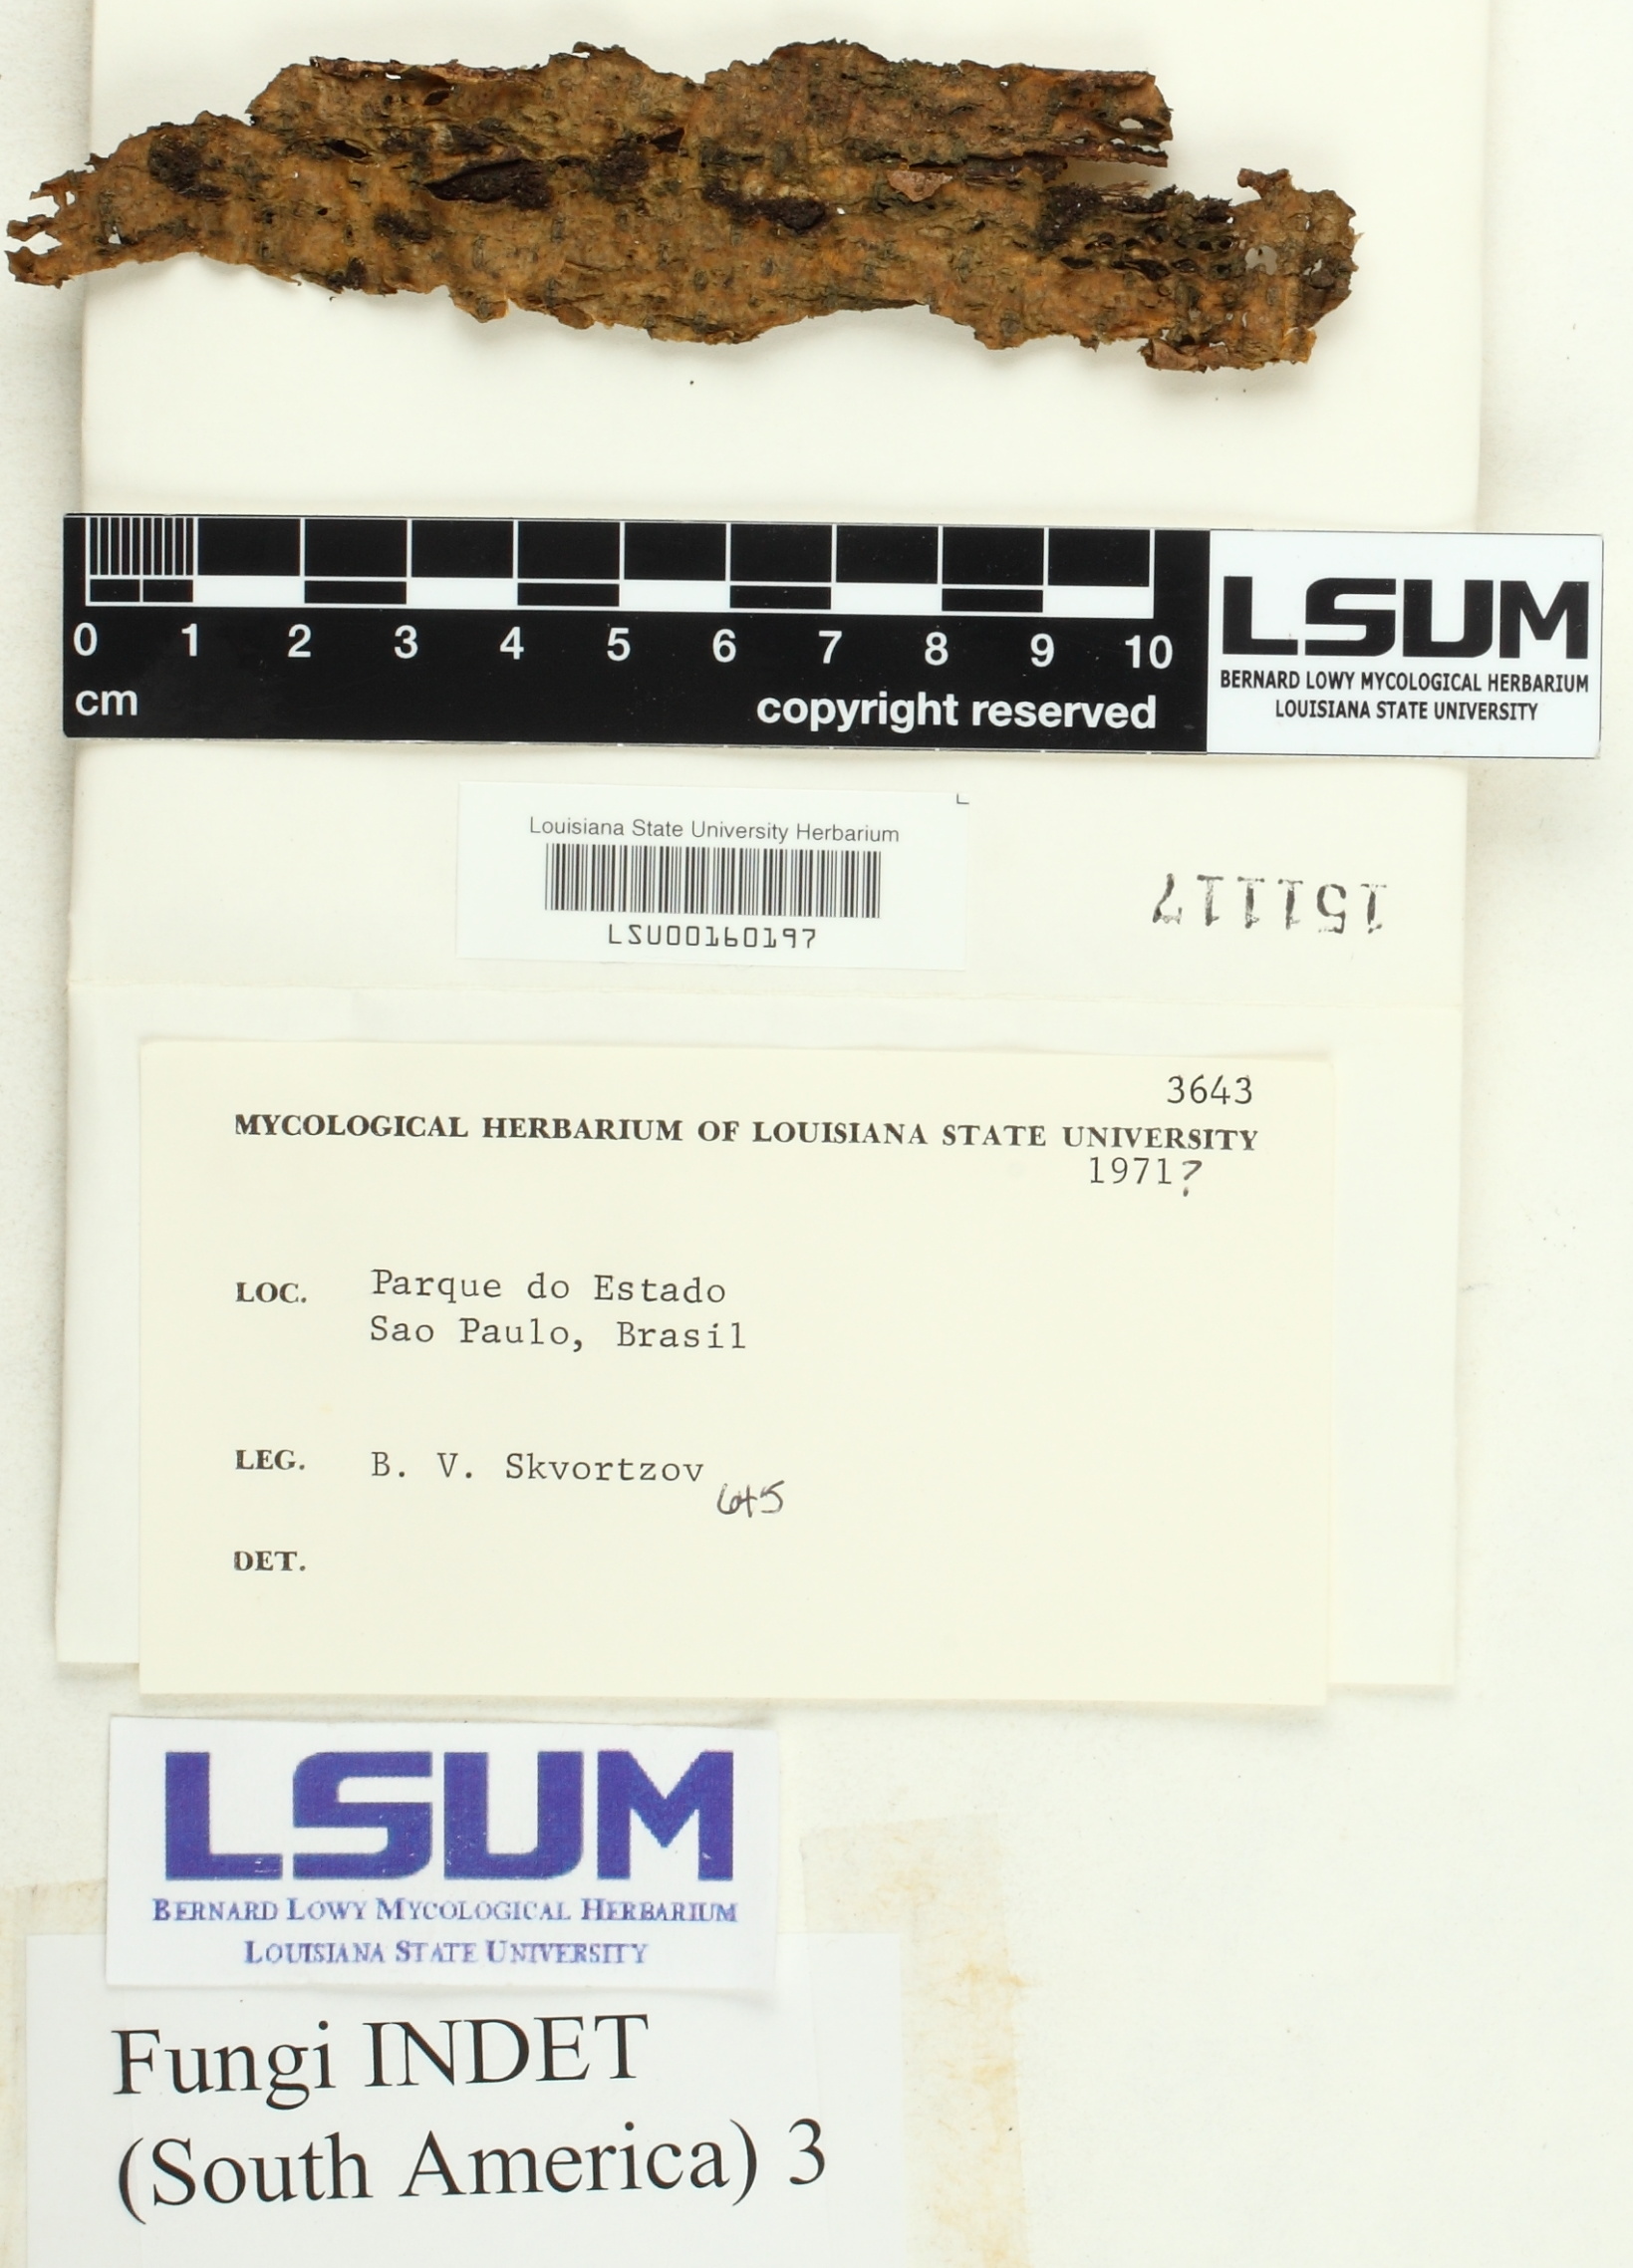 0 1 2 3 4 5 6 7 8 9 10
cm
copyright reserved
LSUM
BERNARD LOWY MYCOLOGICAL HERBARIUM
LOUISIANA STATE UNIVERSITY
Louisiana State University Herbarium
LSU00160197
151117
3643
MYCOLOGICAL HERBARIUM OF LOUISIANA STATE UNIVERSITY
1971?
LOC. Parque do Estado
Sao Paulo, Brasil
LEG. B. V. Skvortzov
645
DET.
LSUM
BERNARD LOWY MYCOLOGICAL HERBARIUM
LOUISIANA STATE UNIVERSITY
Fungi INDET
(South America) 3